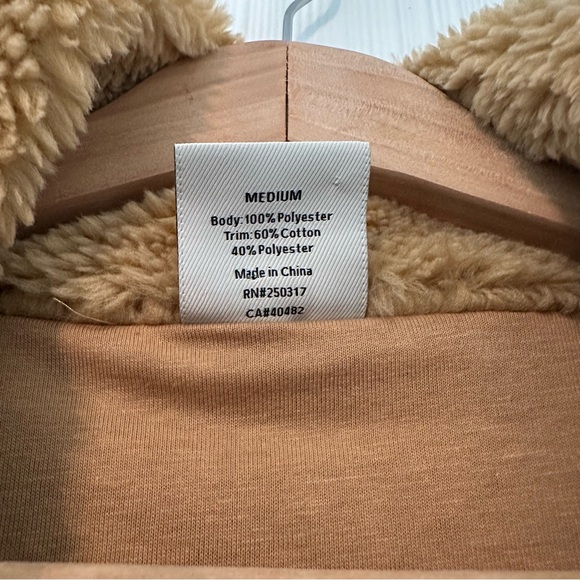 MEDIUM
Body: 100% Polyester
Trim: 60% Cotton
40% Polyester
Made in China
RN#250317
CA#40482